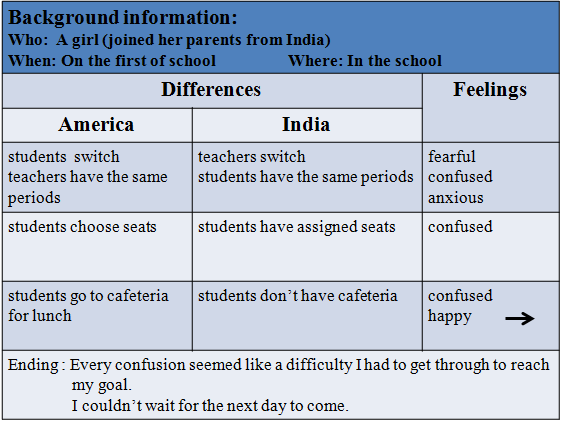 Background information:
Who: A girl (joined her parents from India)
When: On the first of school Where: In the school
Differences Feelings
America India
students switch teachers switch fearful
teachers have the same students have the same periods confused
periods anxious
students choose seats students have assigned seats confused
students go to cafeteria students don’t have cafeteria confused
for lunch happy
Ending : Every confusion seemed like a difficulty I had to get through to reach
my goal.
I couldn’t wait for the next day to come.